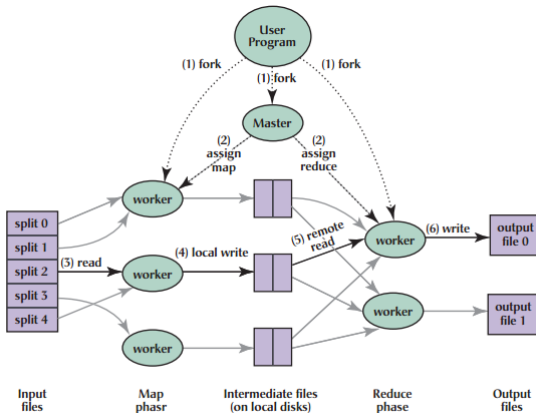 User
Program
(1) fork
(1) fork
(1) fork
Master
(2)
assign
map
(2)
assign
reduce
worker
split 0
split 1
split 2
split 3
split 4
(3) read
worker
(4) local write
(5) remote
read
worker
(6) write
output
file 0
worker
worker
output
file 1
Input
files
Map
phasr
Intermediate files
(on local disks)
Reduce
phase
Output
files